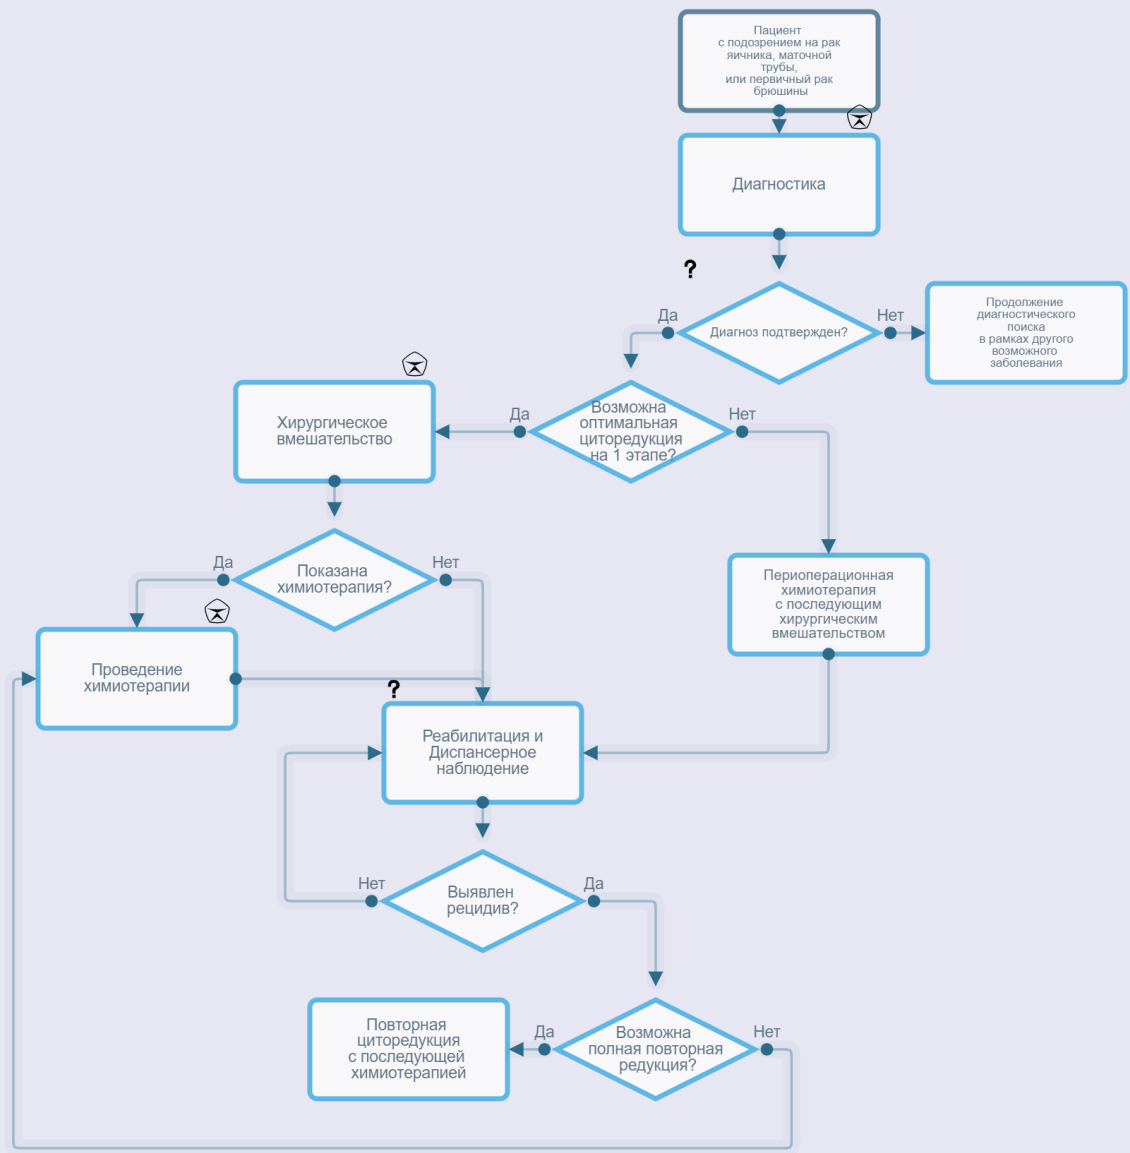 Пациент
с подозрением на рак
яичника, маточной
трубы,
или первичный рак
брюшины
Диагностика
?
Диагноз подтвержден?
Да
Нет
Продолжение
диагностического
поиска
в рамках другого
возможного
заболевания
Возможна
оптимальная
циторедукция
на 1 этапе?
Да
Нет
Хирургическое
вмешательство
Показана
химиотерапия?
Да
Нет
Периоперационная
химиотерапия
с последующим
хирургическим
вмешательством
Проведение
химиотерапии
?
Реабилитация и
Диспансерное
наблюдение
Выявлен
рецидив?
Нет
Да
Возможна
полная повторная
редукция?
Да
Нет
Повторная
циторедукция
с последующей
химиотерапией